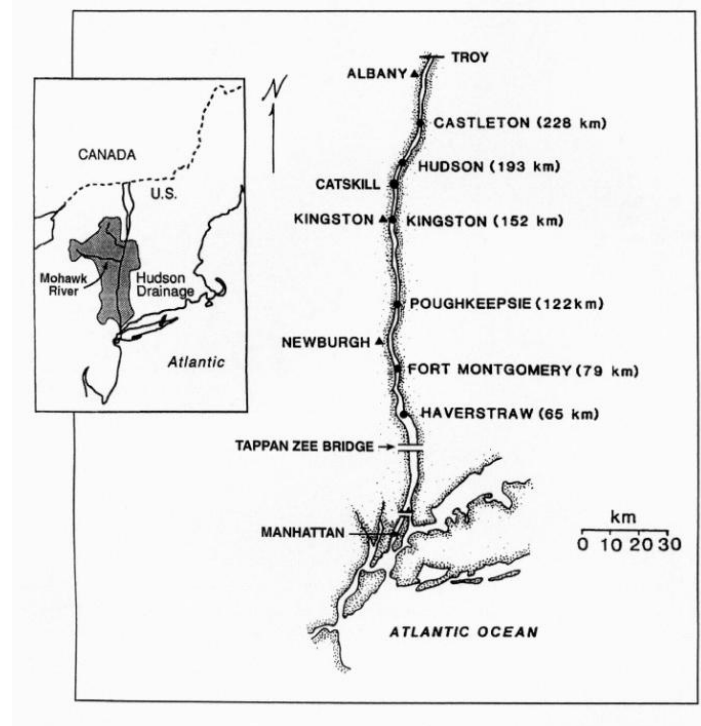 TROY
ALBANY
CASTLETON (228 km)
HUDSON (193 km)
CATSKILL
KINGSTON
KINGSTON (152 km)
POUGHKEEPSIE (122km)
NEWBURGH
FORT MONTGOMERY (79 km)
HAVERSTRAW (65 km)
TAPPAN ZEE BRIDGE
MANHATTAN
km
0 10 20 30
ATLANTIC OCEAN
N
CANADA
U.S.
Mohawk
River
Hudson
Drainage
Atlantic